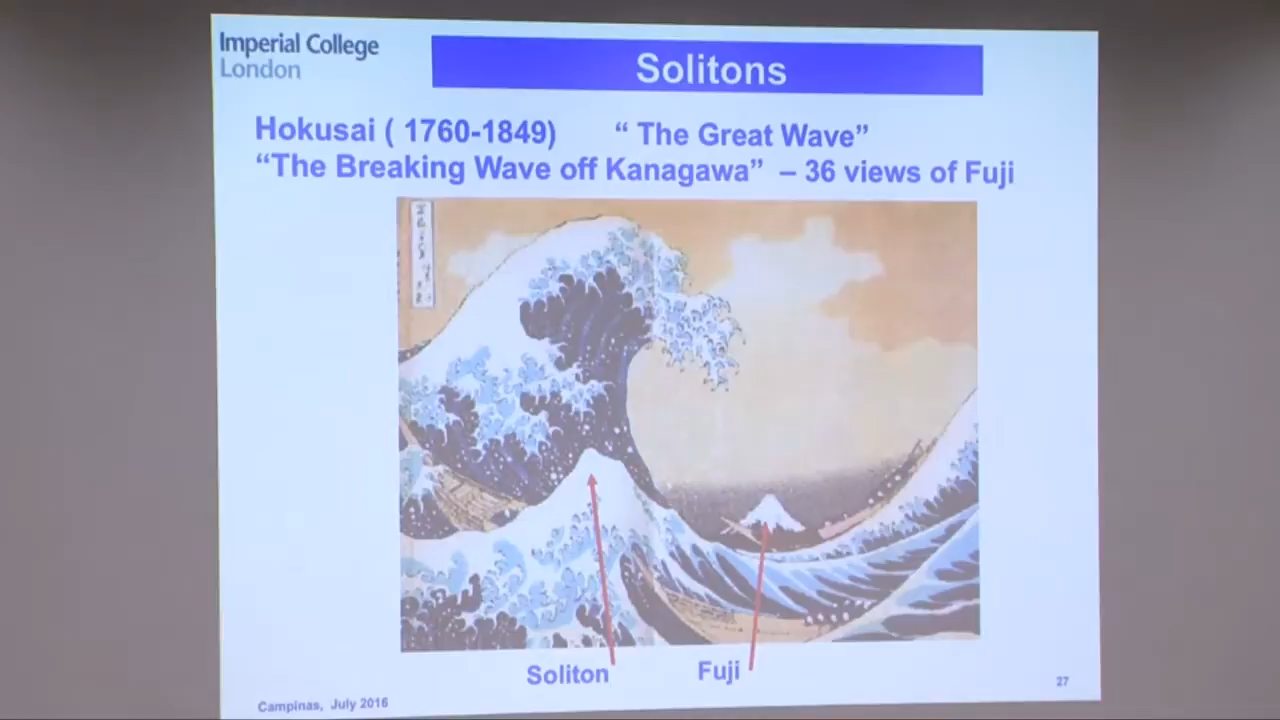 Imperial College
London
Solitons
Hokusai ( 1760-1849) “ The Great Wave”
“The Breaking Wave off Kanagawa” – 36 views of Fuji
Soliton
Fuji
Campinas, July 2016
27